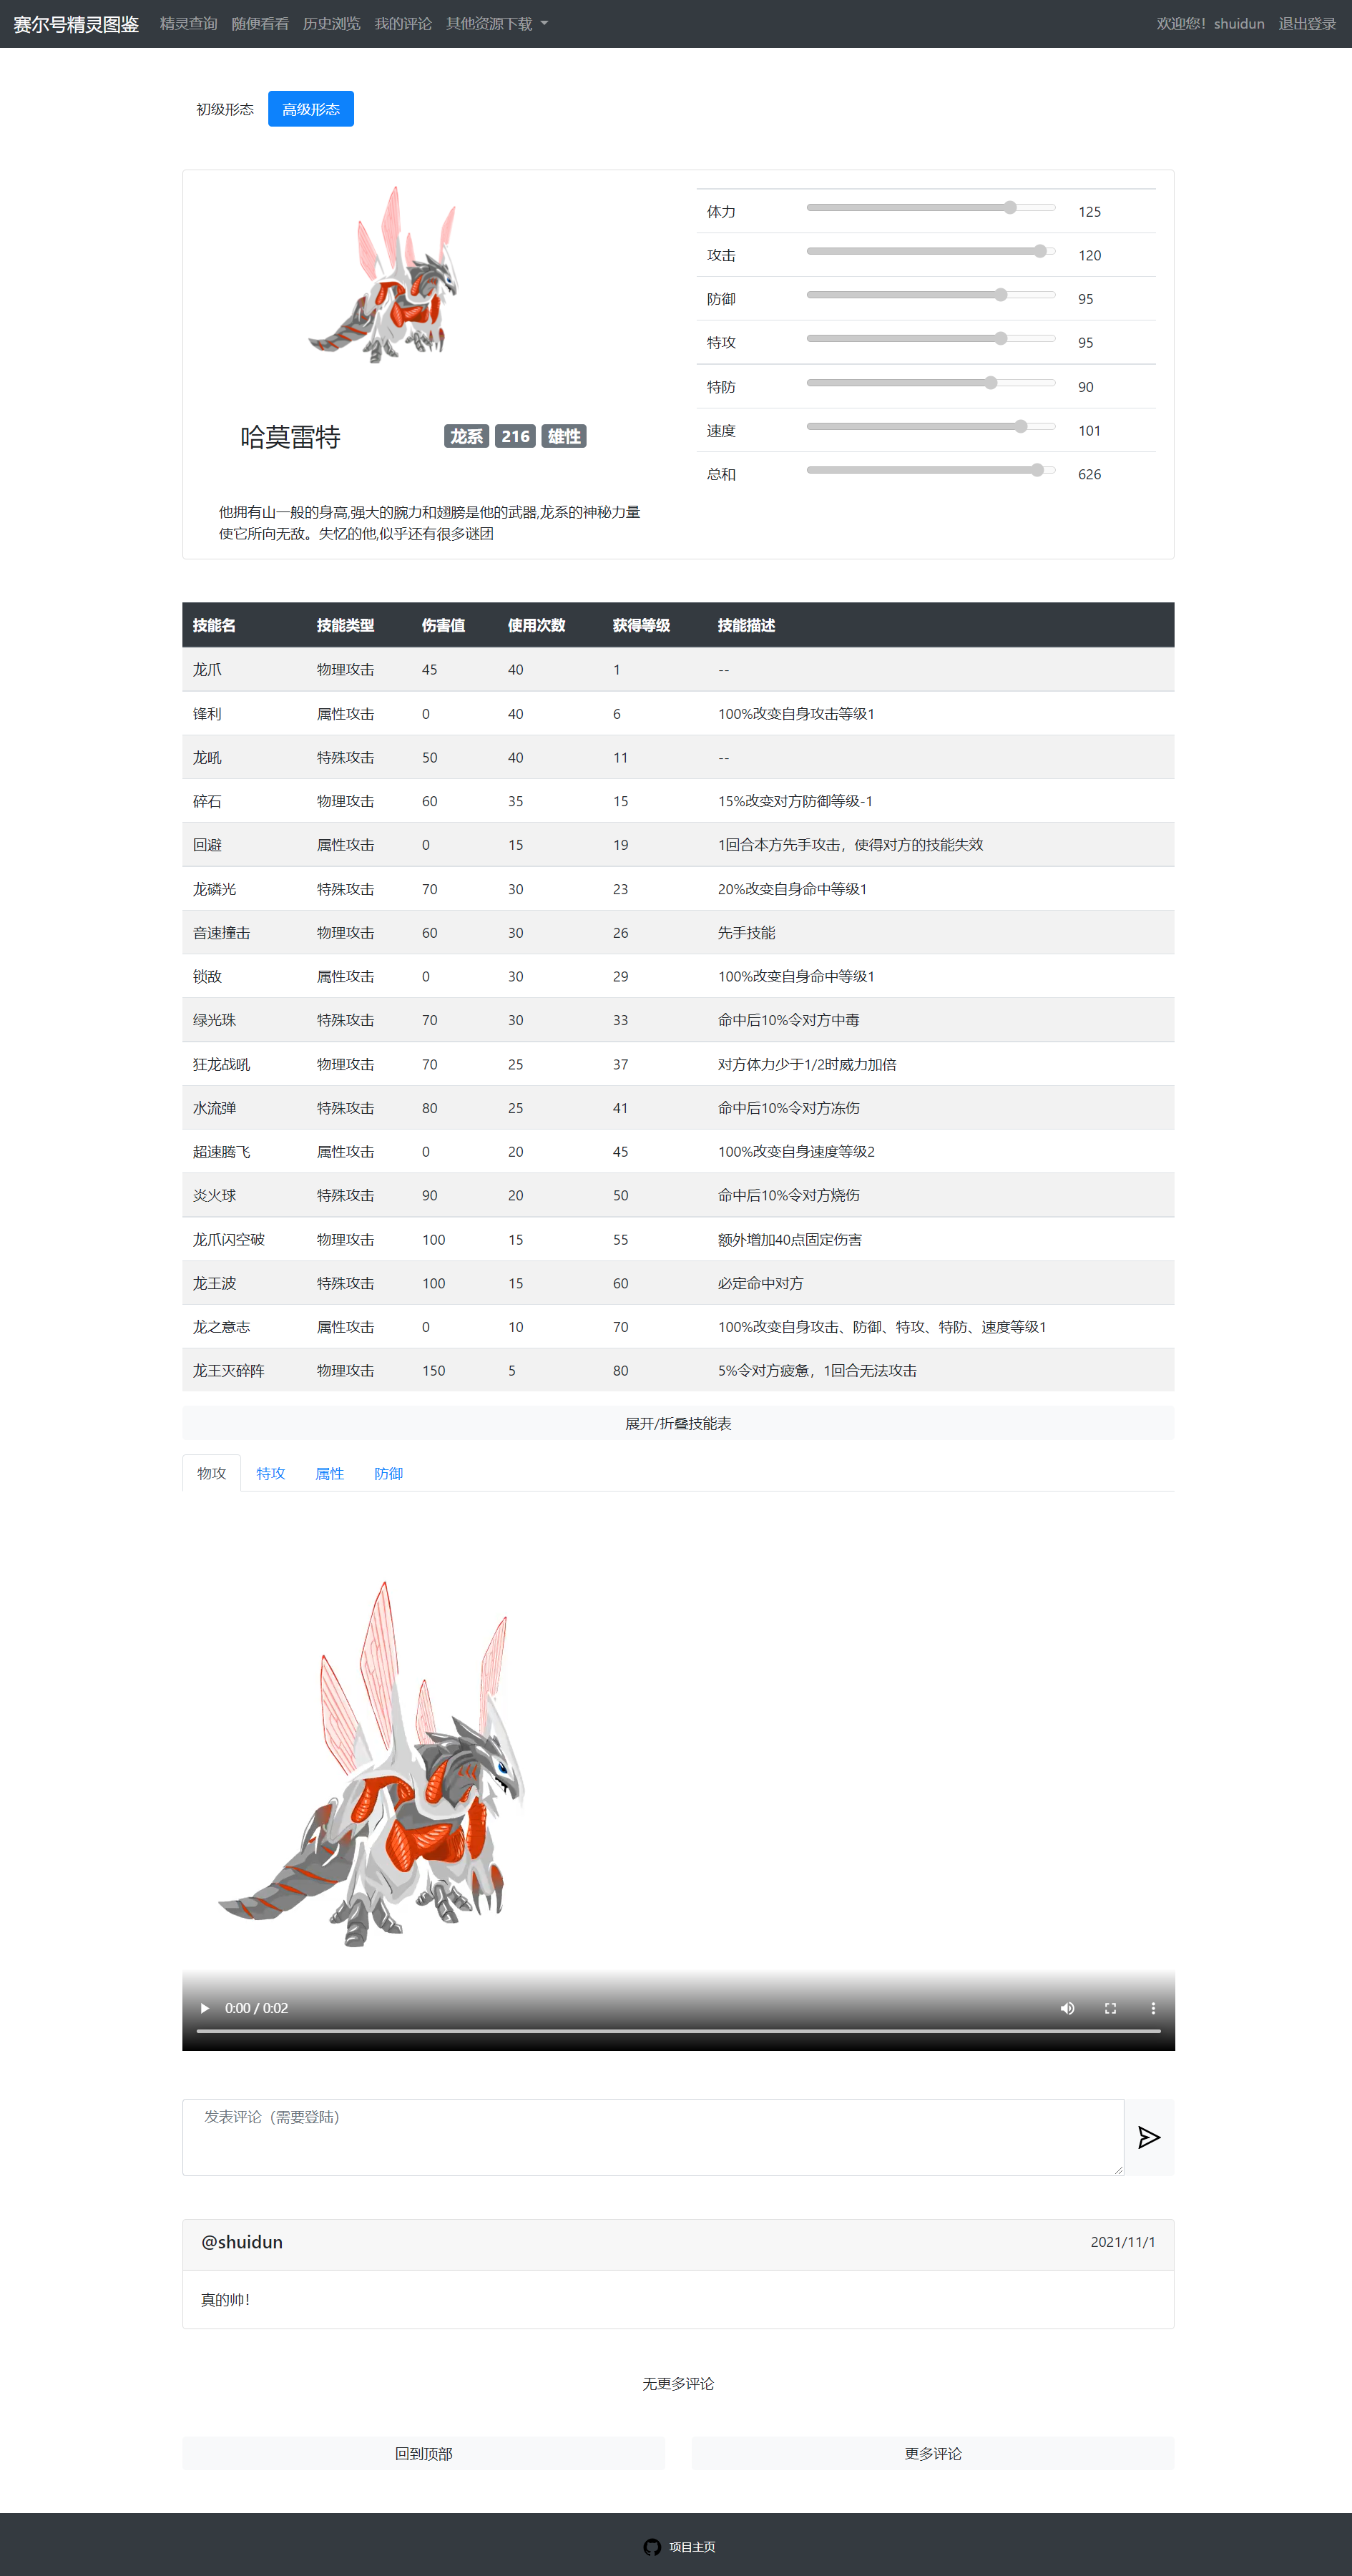 赛尔号精灵图鉴 精灵查询 随便看看 历史浏览 我的评论 其他资源下载 欢迎您！shuidun 退出登录
初级形态 高级形态
体力 125
攻击 120
防御 95
特攻 95
特防 90
速度 101
总和 626
哈莫雷特 龙系 216 雄性
他拥有山一般的身高,强大的腕力和翅膀是他的武器,龙系的神秘力量
使它所向无敌。失忆的他,似乎还有很多谜团
技能名 技能类型 伤害值 使用次数 获得等级 技能描述
龙爪 物理攻击 45 40 1 --
锋利 属性攻击 0 40 6 100%改变自身攻击等级1
龙吼 特殊攻击 50 40 11 --
碎石 物理攻击 60 35 15 15%改变对方防御等级-1
回避 属性攻击 0 15 19 1回合本方先手攻击，使得对方的技能失效
龙磷光 特殊攻击 70 30 23 20%改变自身命中等级1
音速撞击 物理攻击 60 30 26 先手技能
锁敌 属性攻击 0 30 29 100%改变自身命中等级1
绿光珠 特殊攻击 70 30 33 命中后10%令对方中毒
狂龙战吼 物理攻击 70 25 37 对方体力少于1/2时威力加倍
水流弹 特殊攻击 80 25 41 命中后10%令对方冻伤
超速腾飞 属性攻击 0 20 45 100%改变自身速度等级2
炎火球 特殊攻击 90 20 50 命中后10%令对方烧伤
龙爪闪空破 物理攻击 100 15 55 额外增加40点固定伤害
龙王波 特殊攻击 100 15 60 必定命中对方
龙之意志 属性攻击 0 10 70 100%改变自身攻击、防御、特攻、特防、速度等级1
龙王灭碎阵 物理攻击 150 5 80 5%令对方疲惫，1回合无法攻击
展开/折叠技能表
物攻 特攻 属性 防御
0:00 / 0:02
发表评论（需要登陆）
@shuidun 2021/11/1
真的帅！
无更多评论
回到顶部 更多评论
项目主页